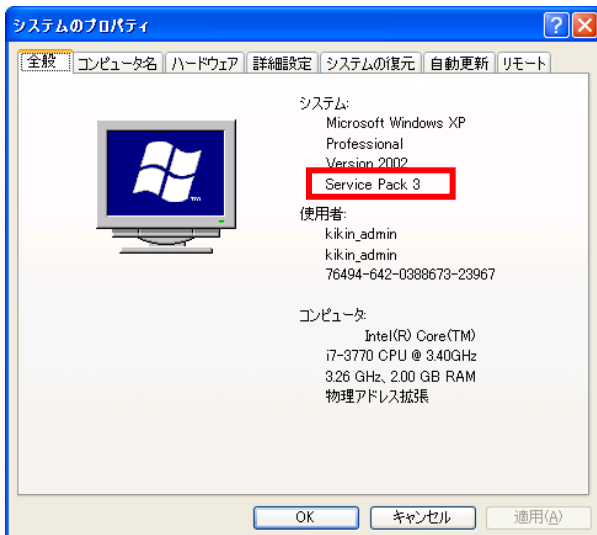 システムのプロパティ
全般 コンピュータ名 ハードウェア 詳細設定 システムの復元 自動更新 リモート
システム:
Microsoft Windows XP
Professional
Version 2002
Service Pack 3
使用者:
kikin_admin
kikin_admin
76494-642-0388673-23967
コンピュータ:
Intel(R) Core(TM)
i7-3770 CPU @ 3.40GHz
3.26 GHz、2.00 GB RAM
物理アドレス拡張
OK キャンセル 適用(A)